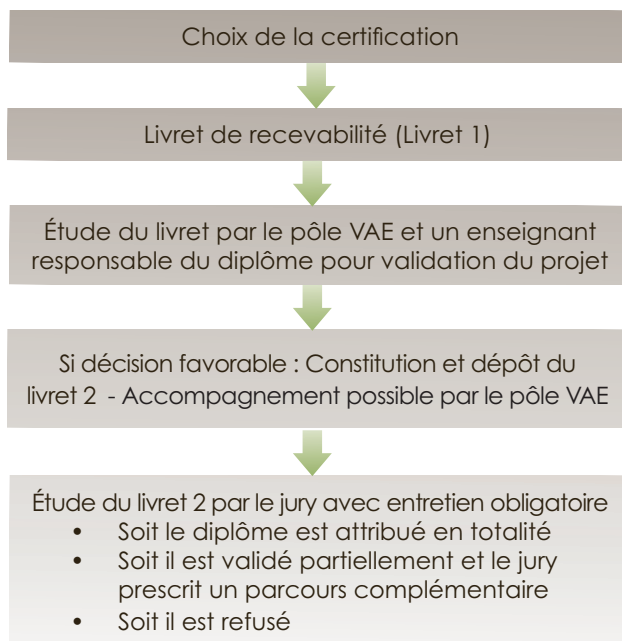 Choix de la certification
Livret de recevabilité (Livret 1)
Étude du livret par le pôle VAE et un enseignant
responsable du diplôme pour validation du projet
Si décision favorable : Constitution et dépôt du
livret 2 - Accompagnement possible par le pôle VAE
Étude du livret 2 par le jury avec entretien obligatoire
• Soit le diplôme est attribué en totalité
• Soit il est validé partiellement et le jury
prescrit un parcours complémentaire
• Soit il est refusé